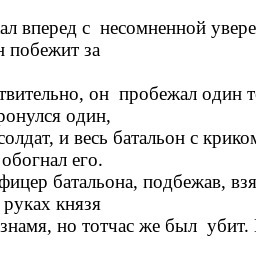 ал вперед с несомненной увере
н побежит за
твительно, он пробежал один т
ронулся один,
солдат, и весь батальон с криком
обогнал его.
фицер батальона, подбежав, взя
руках князя
знамя, но тотчас же был убит.